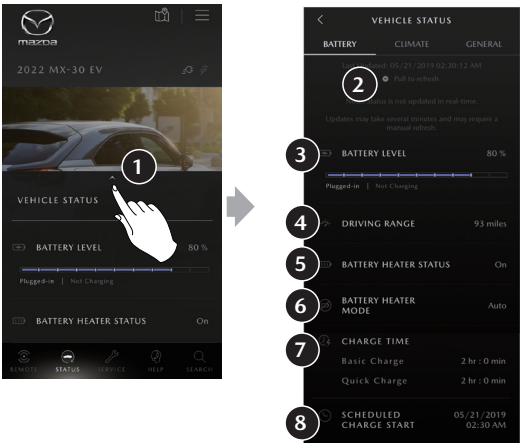 mazda
2022 MX-30 EV
1
VEHICLE STATUS
BATTERY LEVEL 80 %
Plugged-in | Not Charging
BATTERY HEATER STATUS On
REMOTE STATUS SERVICE HELP SEARCH
VEHICLE STATUS
BATTERY CLIMATE GENERAL
Last updated: 05/21/2019 02:30:12 AM
2 Pull to refresh
status is not updated in real-time.
Updates may take several minutes and may require a
manual refresh.
3 BATTERY LEVEL 80 %
Plugged-in | Not Charging
4 DRIVING RANGE 93 miles
5 BATTERY HEATER STATUS On
6 BATTERY HEATER
MODE Auto
7 CHARGE TIME
Basic Charge 2 hr : 0 min
Quick Charge 2 hr : 0 min
8 SCHEDULED 05/21/2019
CHARGE START 02:30 AM